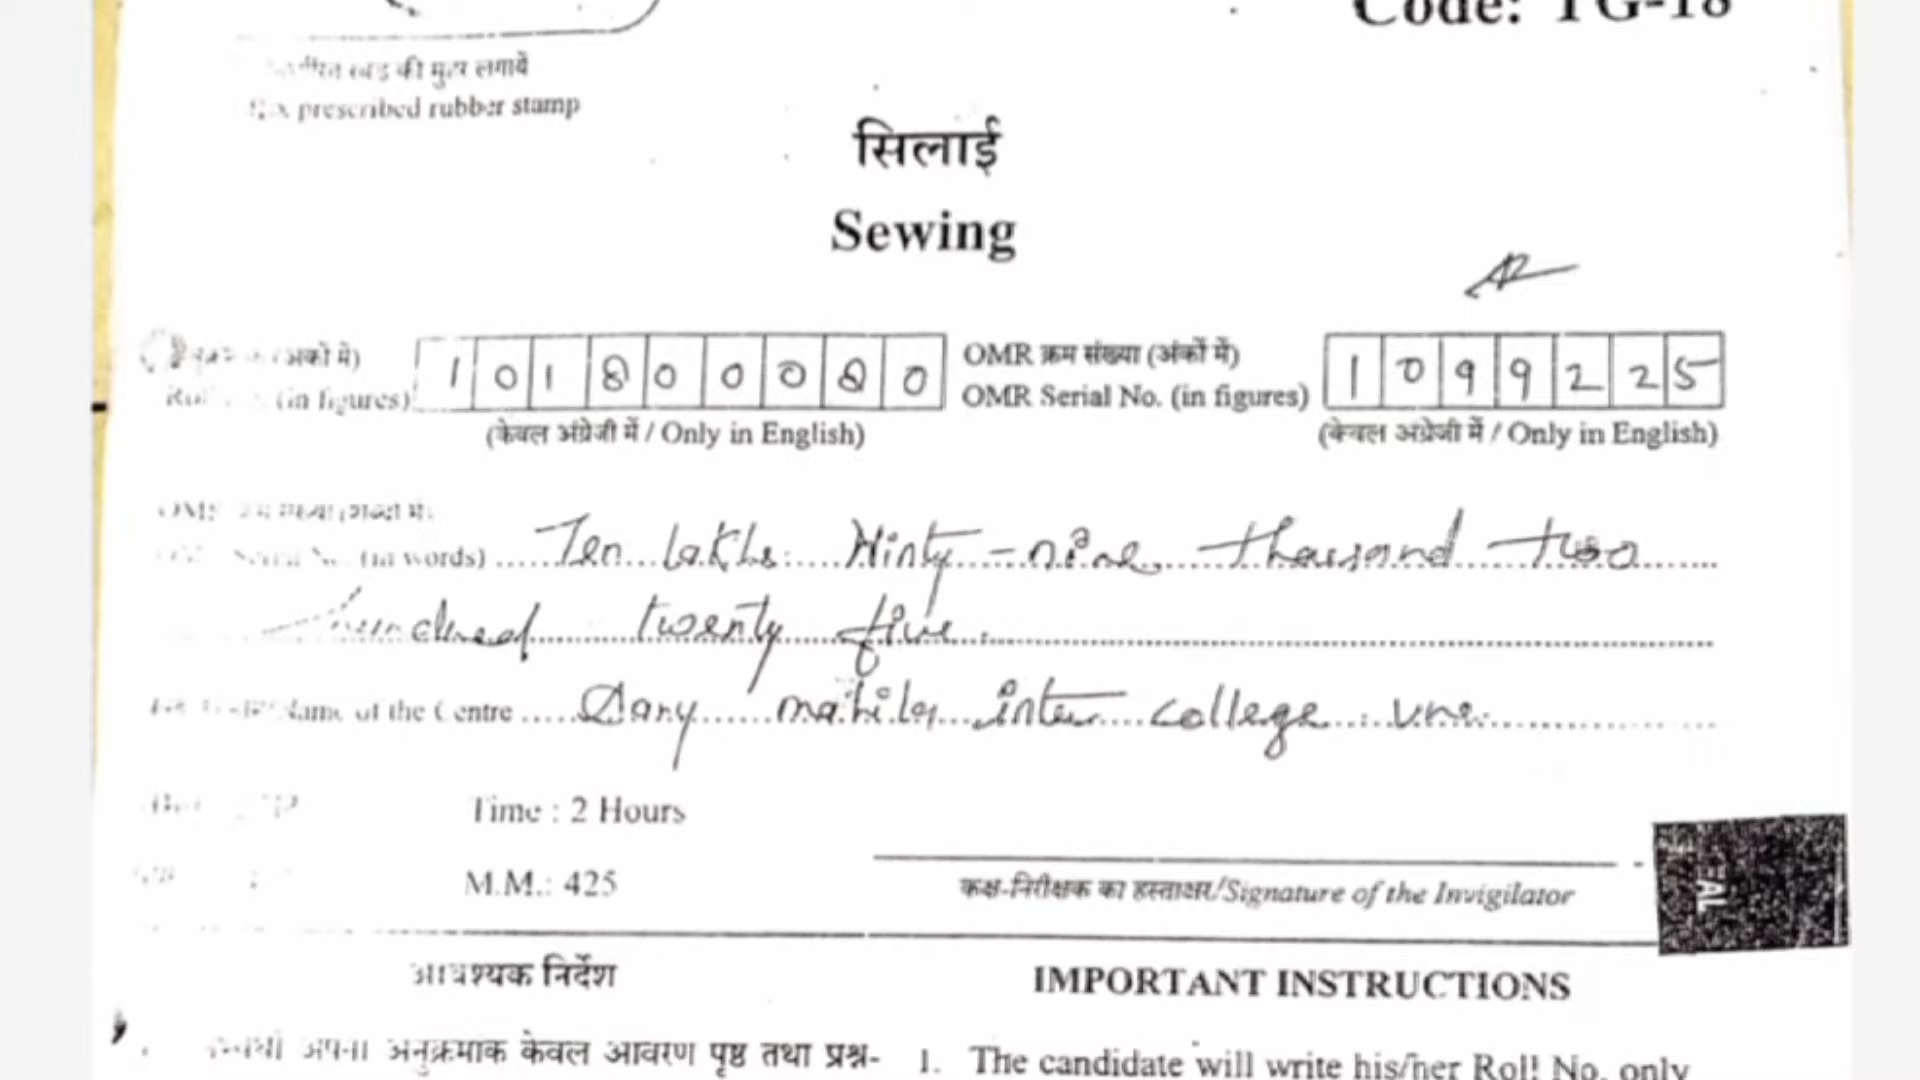 Code: TG-18
की मुहर लगायें
prescribed rubber stamp
सिलाई
Sewing
(अंकों में)
(in figures)
1 0 1 8 0 0 0 8 0
OMR क्रम संख्या (अंकों में)
OMR Serial No. (in figures)
1 0 9 9 2 2 5
(केवल अंग्रेजी में / Only in English)
(केवल अंग्रेजी में / Only in English)
(in words) Ten lakhs Ninty-nine thousand two
hundred twenty five
Name of the Centre mahila inter college
Time : 2 Hours
M.M.: 425
कक्ष-निरीक्षक का हस्ताक्षर/Signature of the Invigilator
आवश्यक निर्देश
IMPORTANT INSTRUCTIONS
अपना अनुक्रमांक केवल आवरण पृष्ठ तथा प्रश्न-
1. The candidate will write his/her Roll No. only